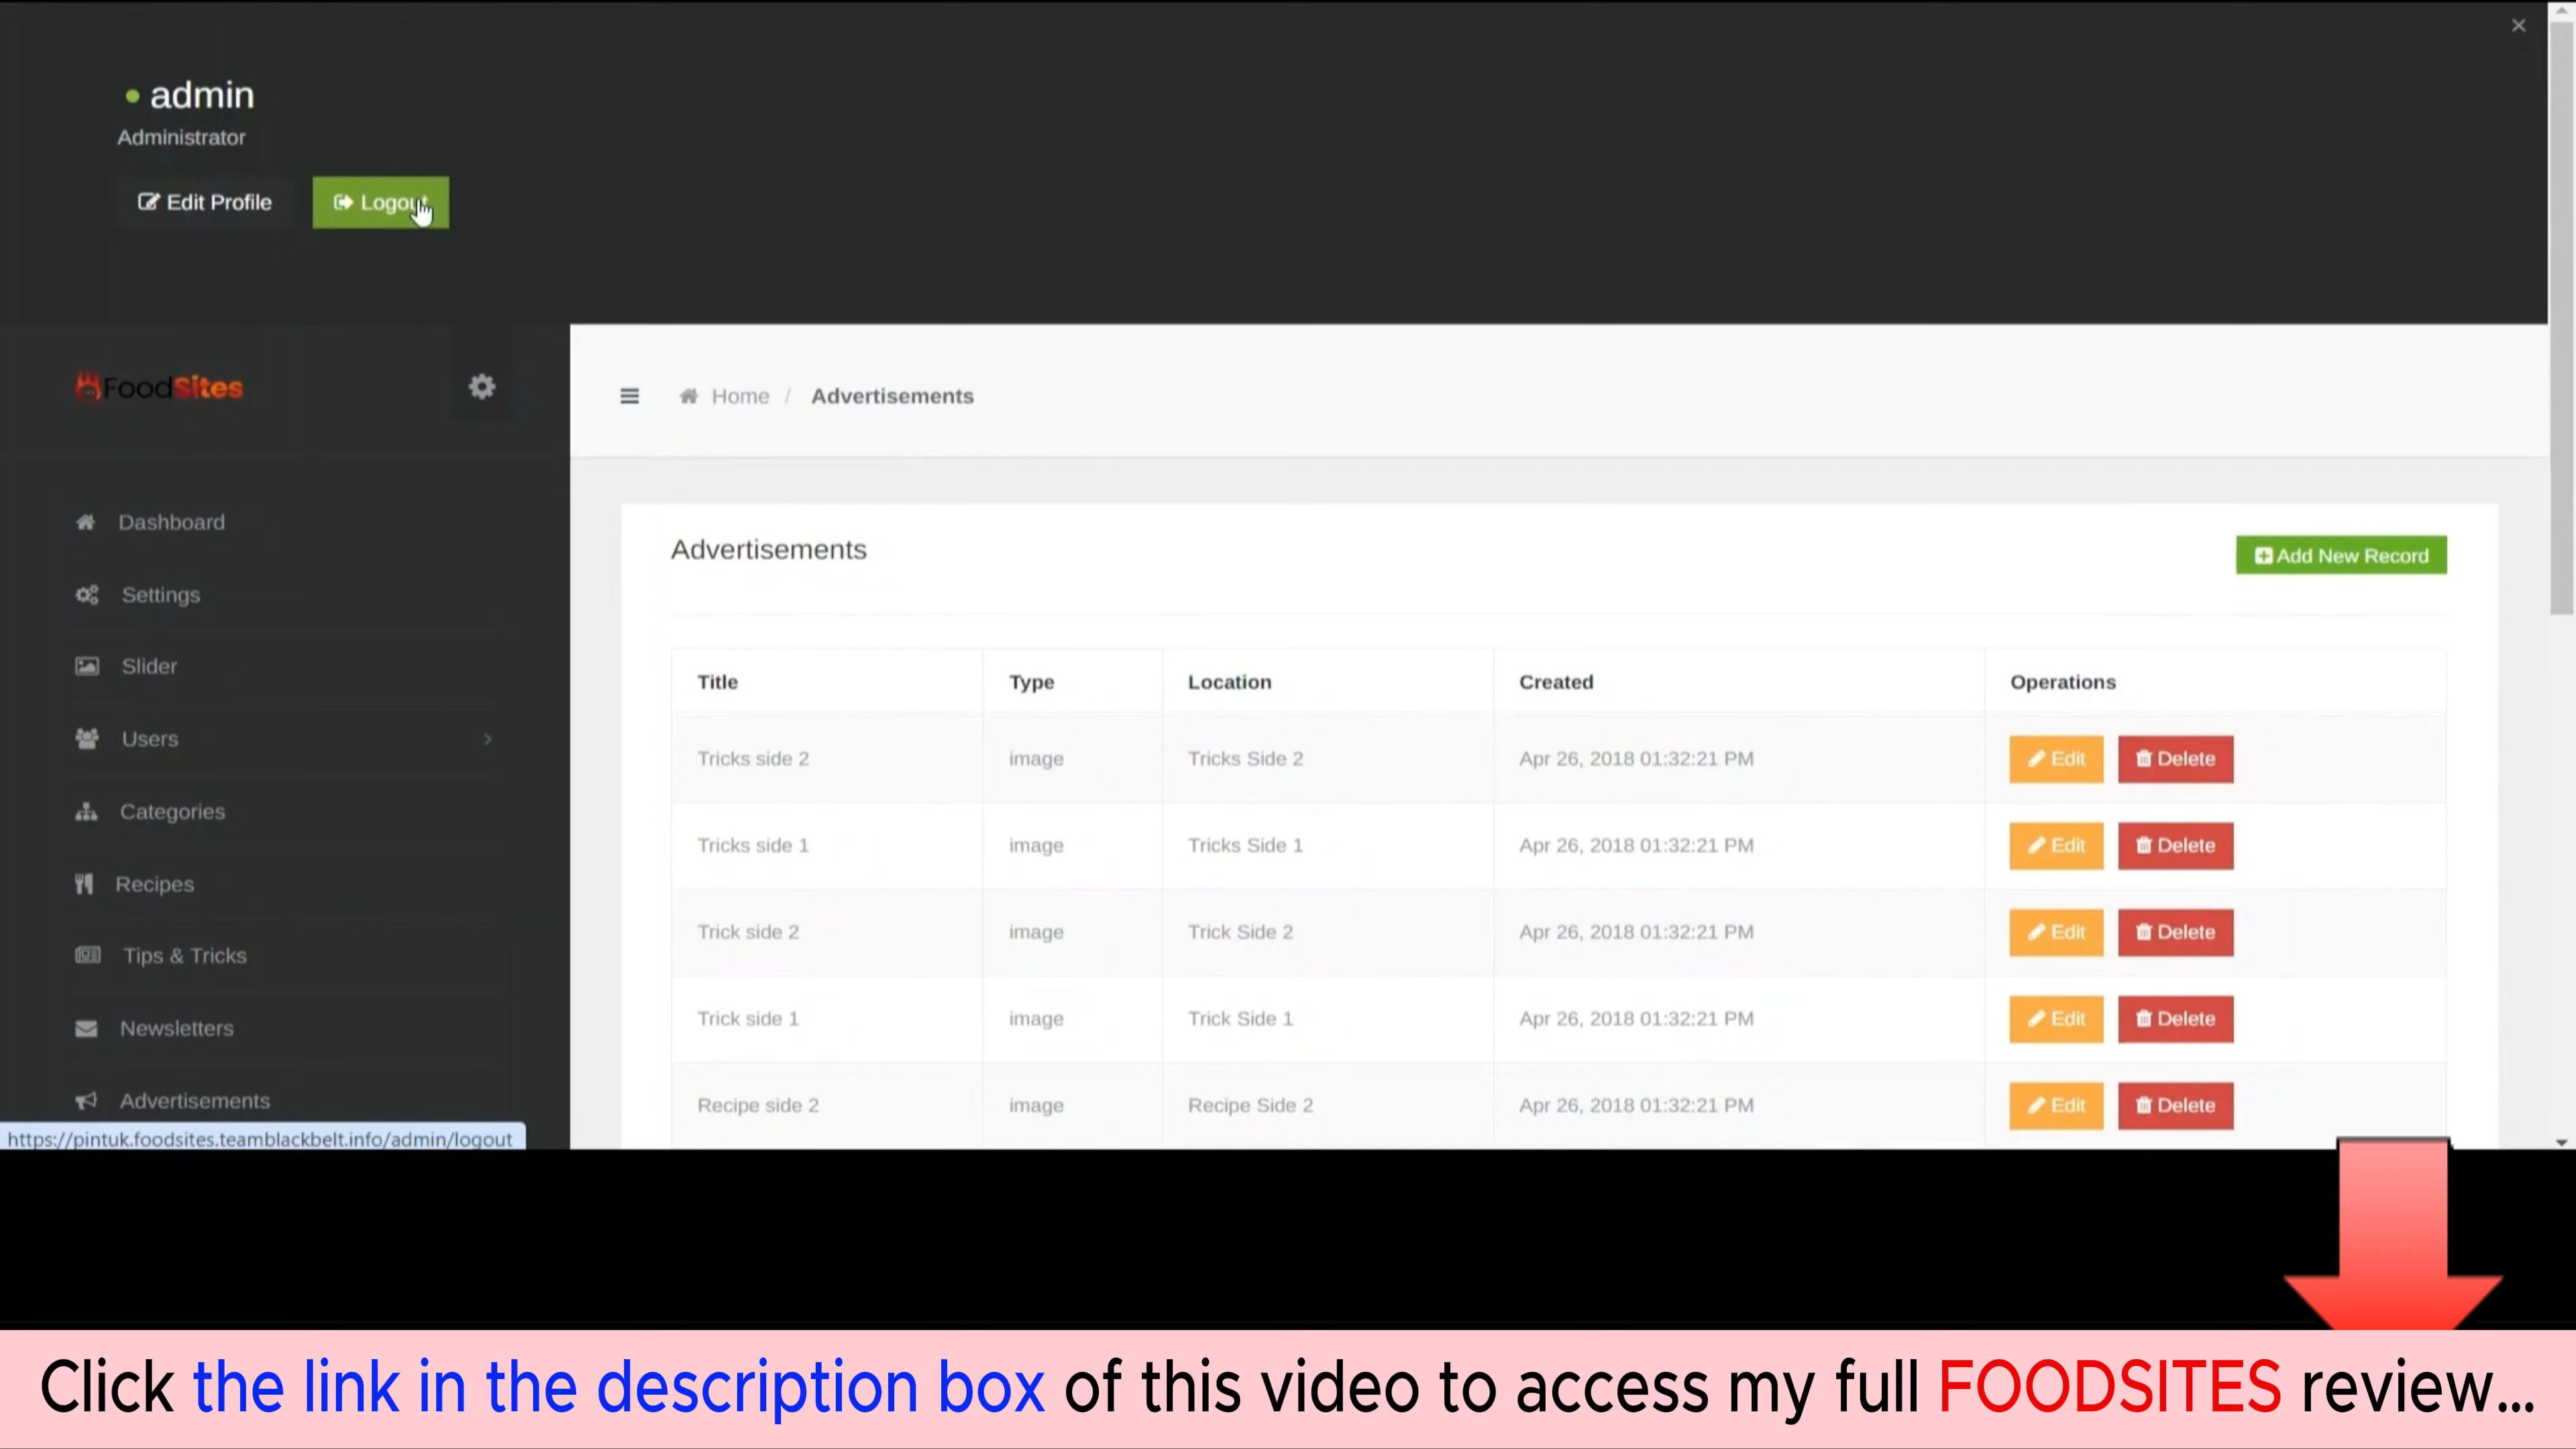 admin
Administrator
Edit Profile
Logout
FoodSites
Home / Advertisements
Dashboard
Settings
Slider
Users
Categories
Recipes
Tips & Tricks
Newsletters
Advertisements
https://pintuk.foodsites.teamblackbelt.info/admin/logout
Advertisements
Add New Record
Title Type Location Created Operations
Tricks side 2 image Tricks Side 2 Apr 26, 2018 01:32:21 PM Edit Delete
Tricks side 1 image Tricks Side 1 Apr 26, 2018 01:32:21 PM Edit Delete
Trick side 2 image Trick Side 2 Apr 26, 2018 01:32:21 PM Edit Delete
Trick side 1 image Trick Side 1 Apr 26, 2018 01:32:21 PM Edit Delete
Recipe side 2 image Recipe Side 2 Apr 26, 2018 01:32:21 PM Edit Delete
Click the link in the description box of this video to access my full FOODSITES review...